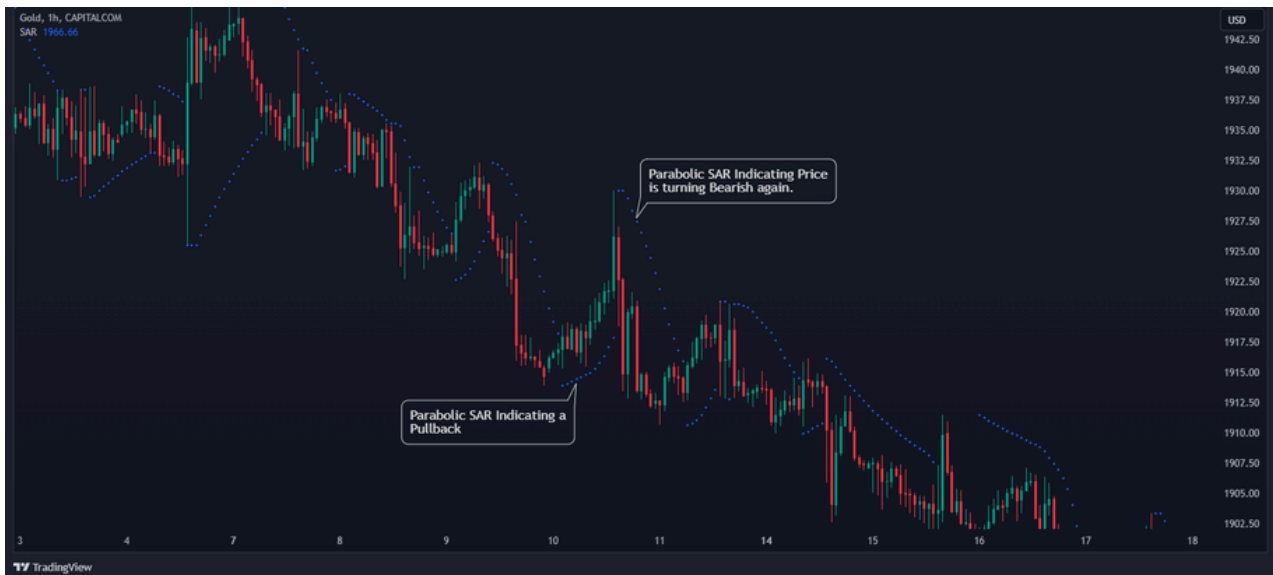 Gold, 1h, CAPITALCOM
SAR 1966.66
USD
1942.50
1940.00
1937.50
1935.00
1932.50
1930.00
1927.50
1925.00
1922.50
1920.00
1917.50
1915.00
1912.50
1910.00
1907.50
1905.00
1902.50
Parabolic SAR Indicating Price
is turning Bearish again.
Parabolic SAR Indicating a
Pullback
3 4 7 8 9 10 11 14 15 16 17 18
TradingView